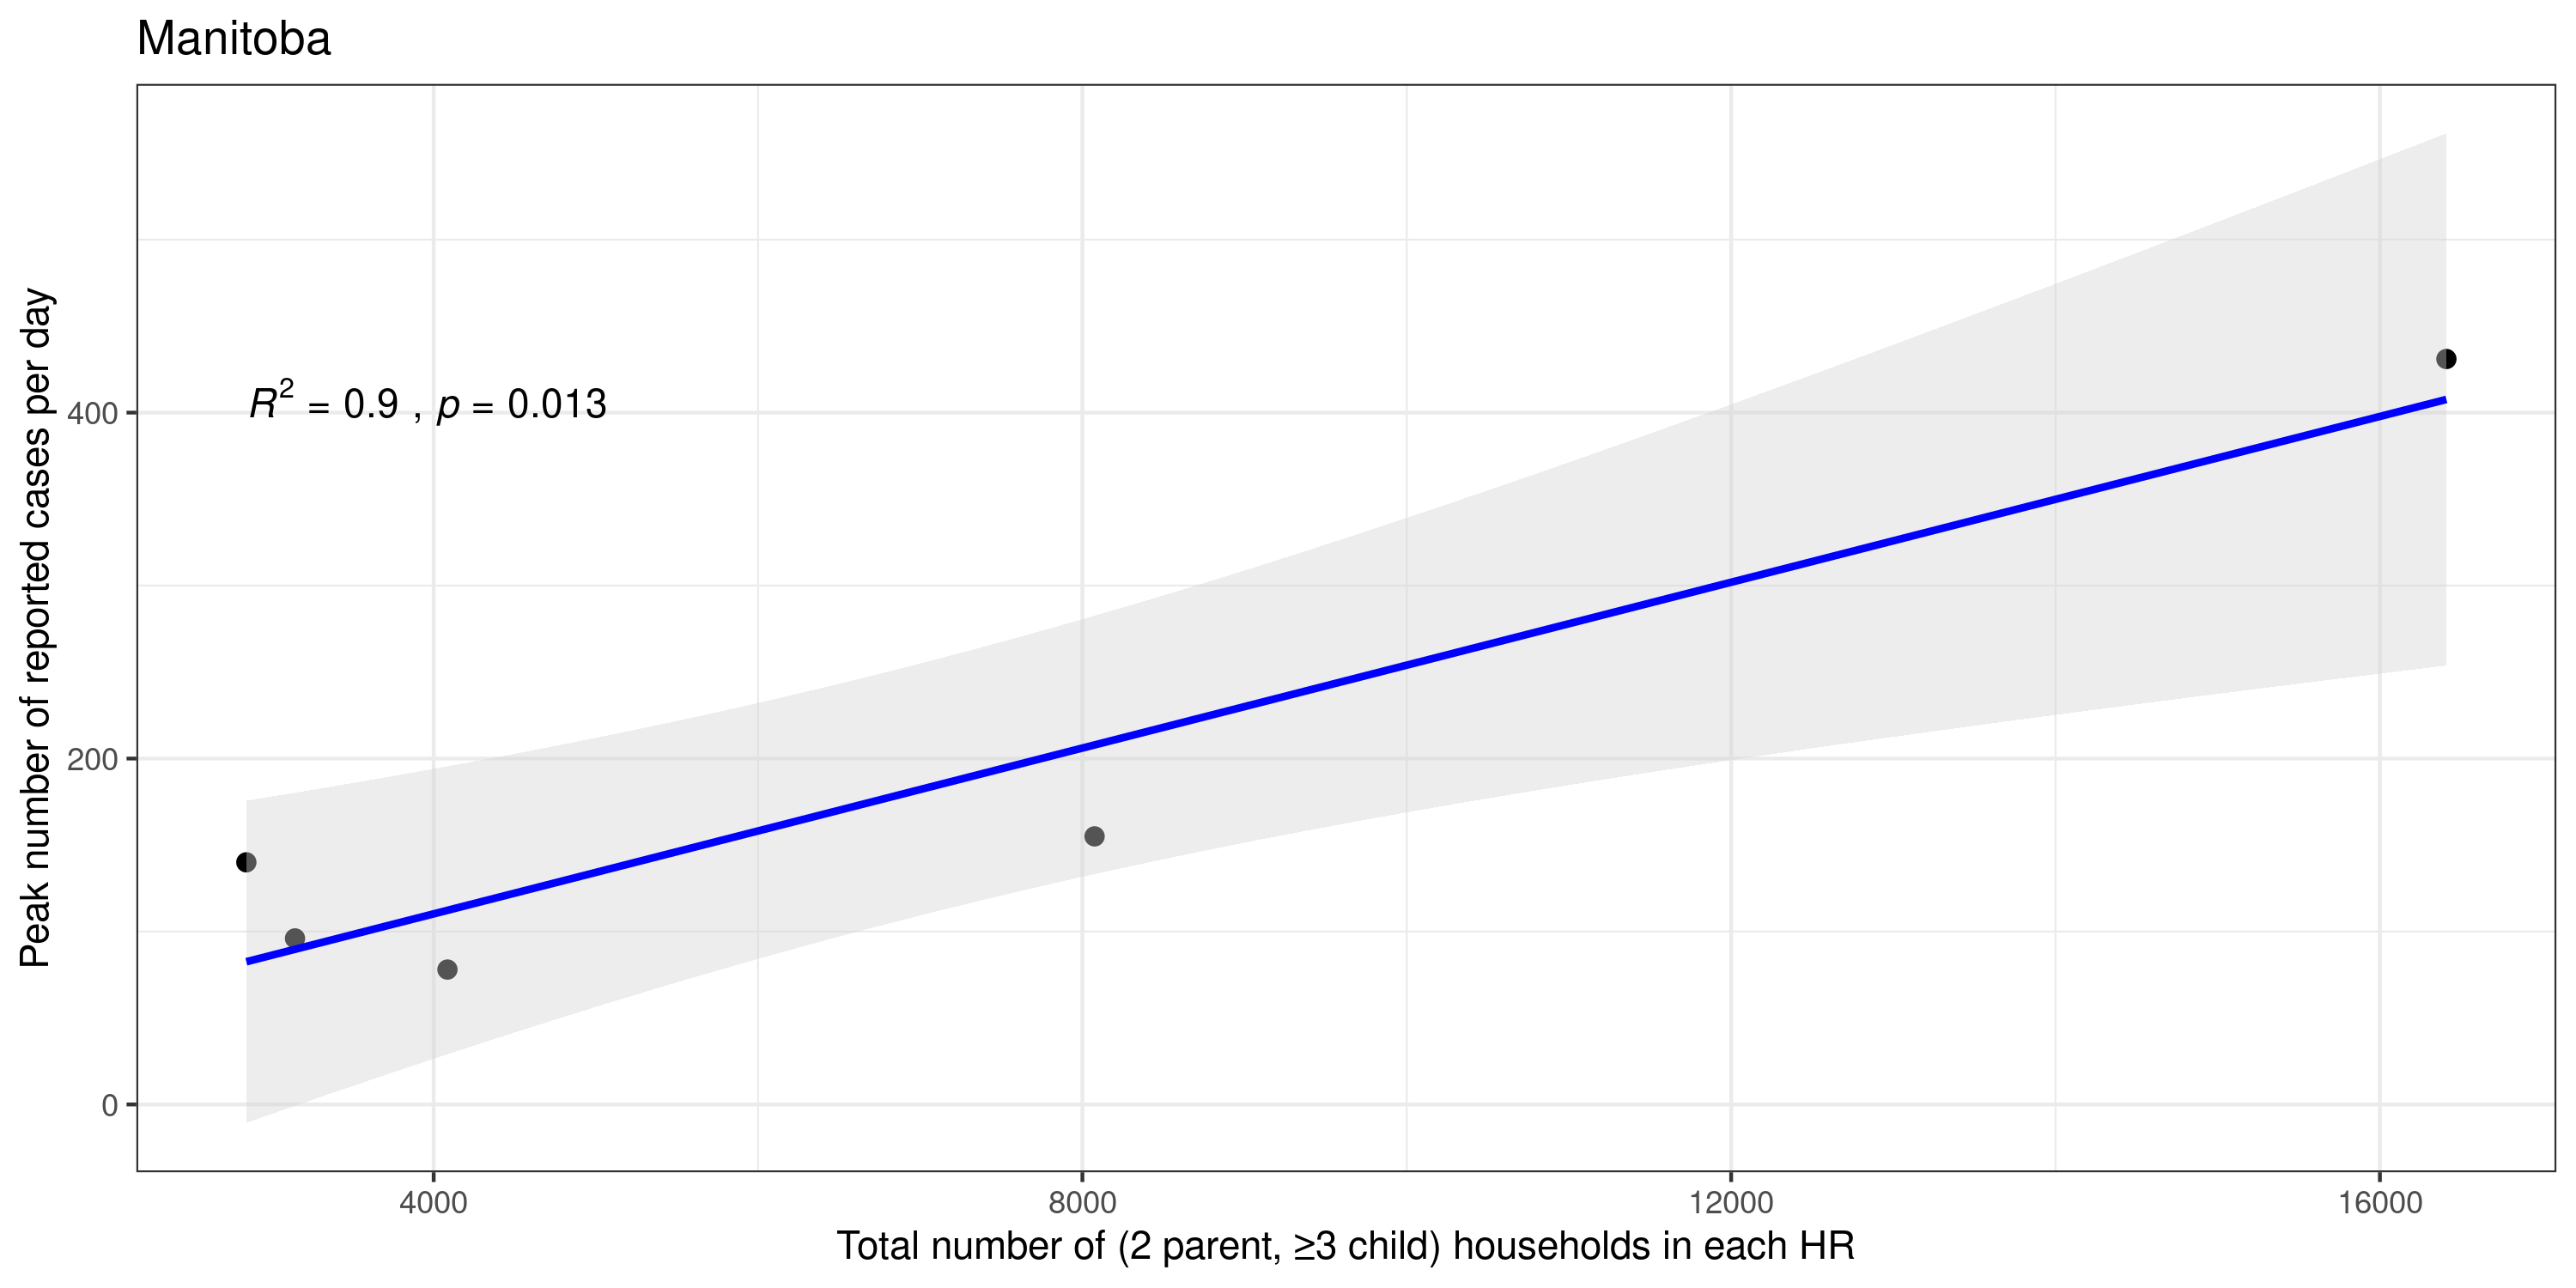 Manitoba
Peak number of reported cases per day
R² = 0.9 , p = 0.013
400
200
0
4000 8000 12000 16000
Total number of (2 parent, ≥3 child) households in each HR